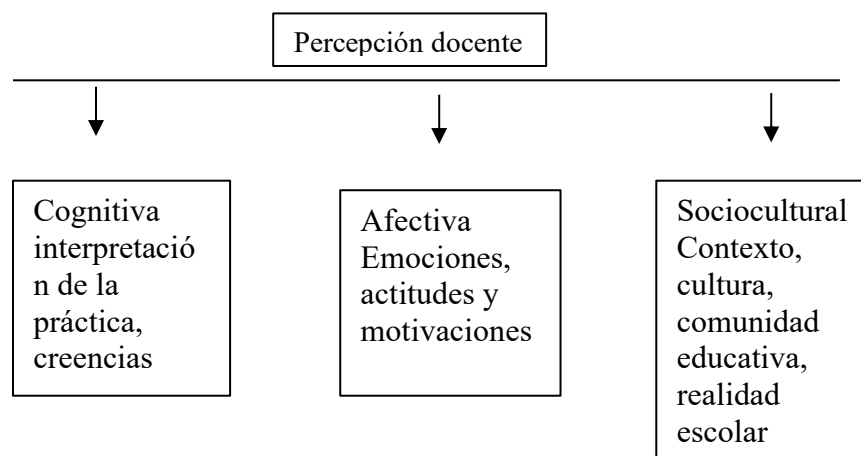 Percepción docente
Cognitiva
interpretació
n de la
práctica,
creencias
Afectiva
Emociones,
actitudes y
motivaciones
Sociocultural
Contexto,
cultura,
comunidad
educativa,
realidad
escolar